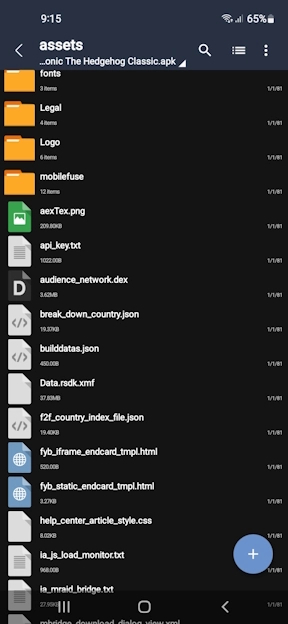 9:15
65%
assets
...onic The Hedgehog Classic.apk
fonts
3 items
1/1/81
Legal
4 items
1/1/81
Logo
6 items
1/1/81
mobilefuse
12 items
1/1/81
aexTex.png
209.80KB
1/1/81
api_key.txt
1022.00B
1/1/81
D
audience_network.dex
3.62MB
1/1/81
break_down_country.json
19.37KB
1/1/81
builddatas.json
450.00B
1/1/81
Data.rsdk.xmf
37.83MB
1/1/81
f2f_country_index_file.json
19.40KB
1/1/81
fyb_iframe_endcard_tmpl.html
520.00B
1/1/81
fyb_static_endcard_tmpl.html
3.27KB
1/1/81
help_center_article_style.css
8.02KB
ia_js_load_monitor.txt
968.00B
1/1/81
ia_mraid_bridge.txt
27.95KB
1/1/81
mbridge_download_dialog_view.xml